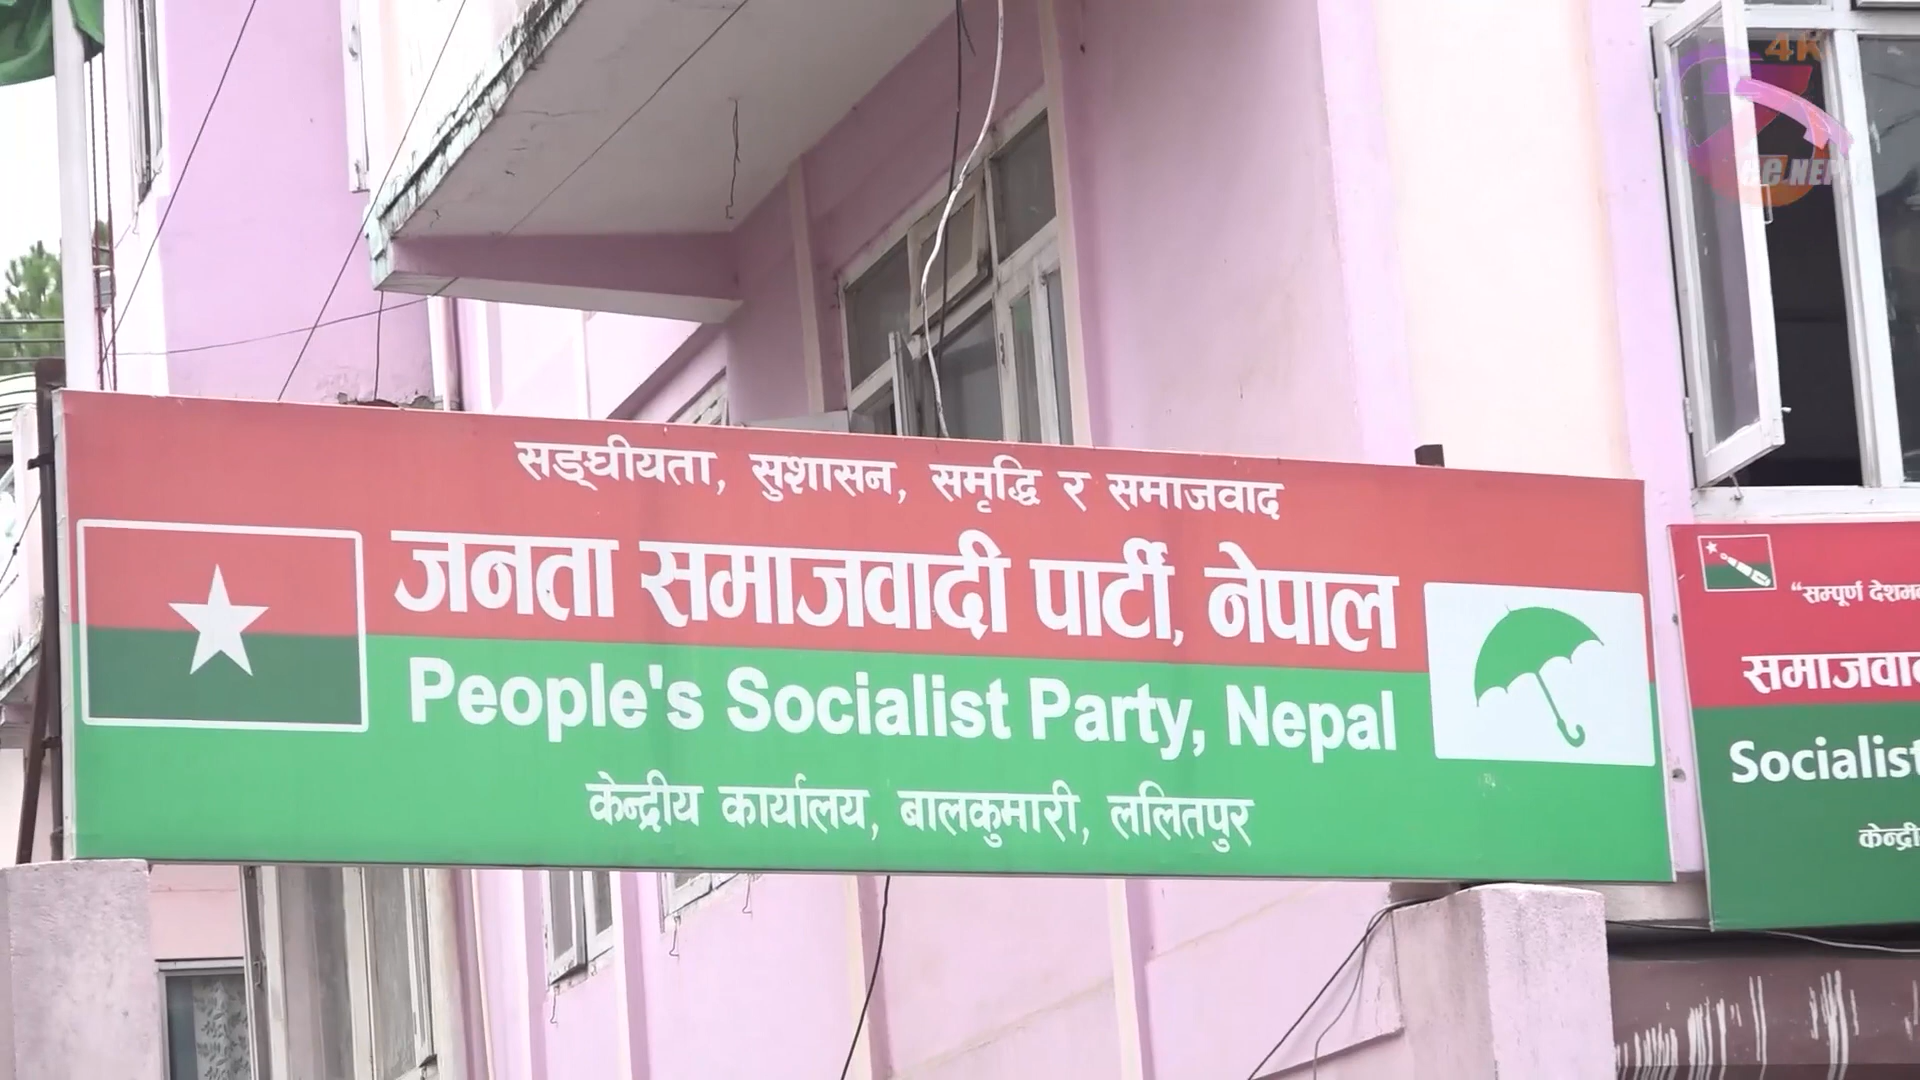 4K
सङ्घीयता, सुशासन, समृद्धि र समाजवाद
जनता समाजवादी पार्टी, नेपाल
People's Socialist Party, Nepal
केन्द्रीय कार्यालय, बालकुमारी, ललितपुर
“सम्पूर्ण
Socialist